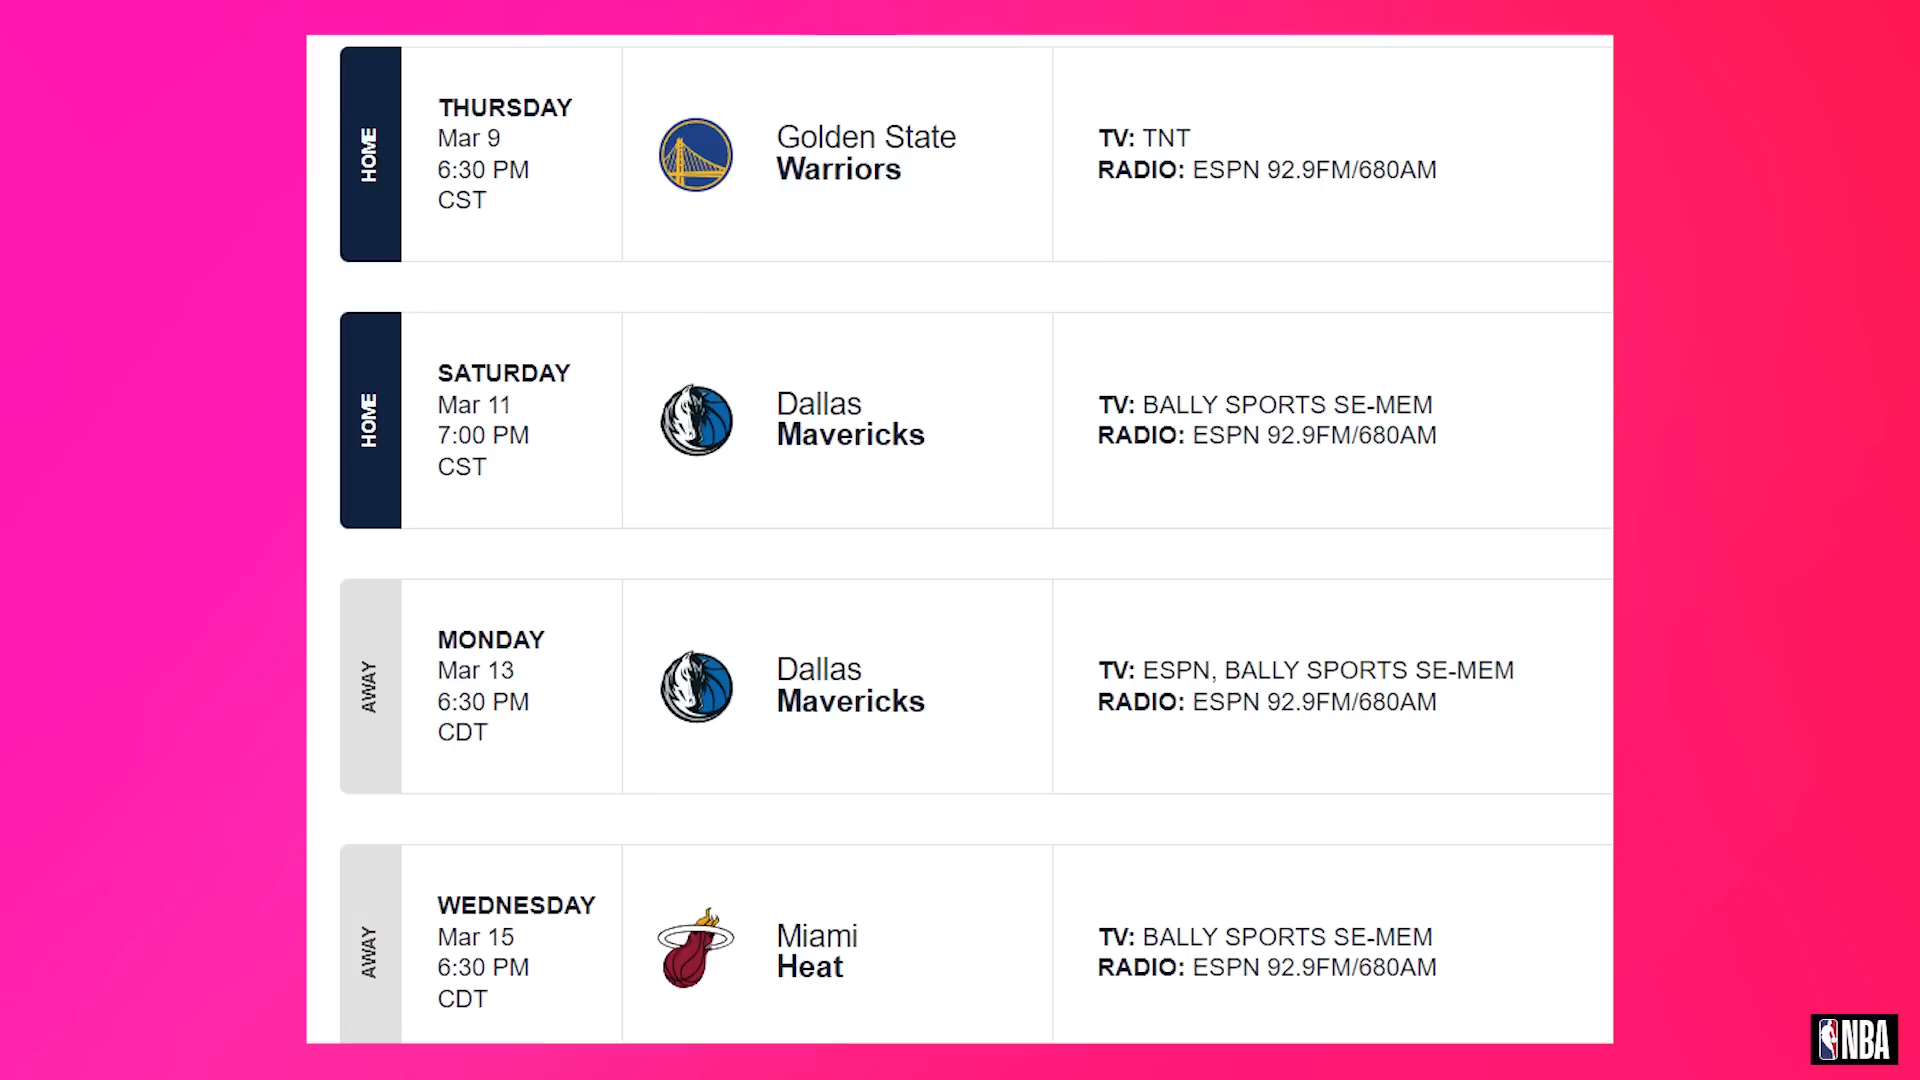 HOME
THURSDAY
Mar 9
6:30 PM
CST
Golden State
Warriors
TV: TNT
RADIO: ESPN 92.9FM/680AM
HOME
SATURDAY
Mar 11
7:00 PM
CST
Dallas
Mavericks
TV: BALLY SPORTS SE-MEM
RADIO: ESPN 92.9FM/680AM
AWAY
MONDAY
Mar 13
6:30 PM
CDT
Dallas
Mavericks
TV: ESPN, BALLY SPORTS SE-MEM
RADIO: ESPN 92.9FM/680AM
AWAY
WEDNESDAY
Mar 15
6:30 PM
CDT
Miami
Heat
TV: BALLY SPORTS SE-MEM
RADIO: ESPN 92.9FM/680AM
NBA